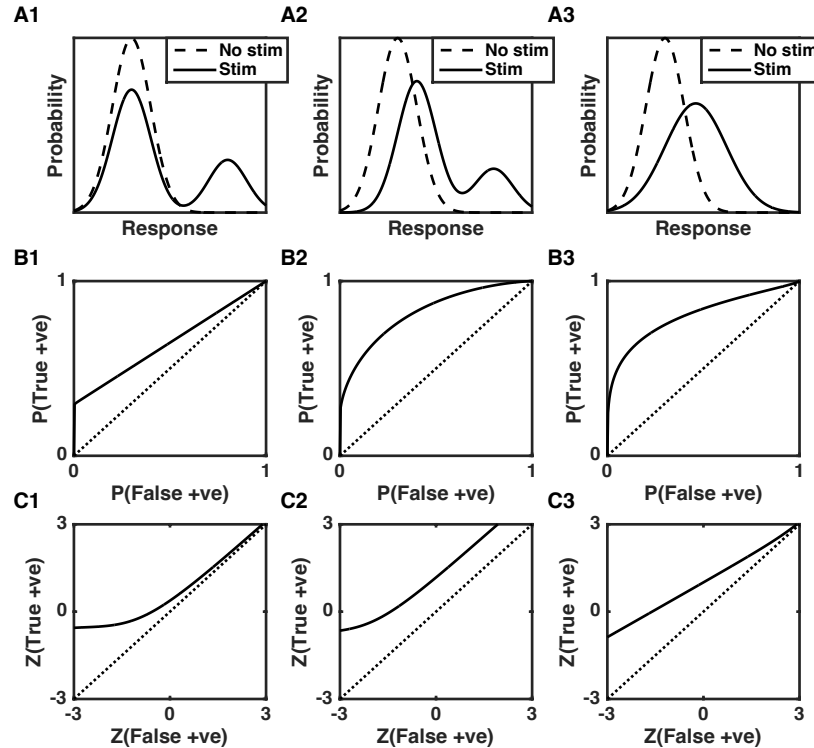 A1
A2
A3
No stim
Stim
No stim
Stim
No stim
Stim
Probability
Probability
Probability
Response
Response
Response
B1
B2
B3
1
1
1
P(True +ve)
P(True +ve)
P(True +ve)
0
0
0
0
1
0
1
0
1
P(False +ve)
P(False +ve)
P(False +ve)
C1
C2
C3
3
3
3
Z(True +ve)
Z(True +ve)
Z(True +ve)
0
0
0
-3
-3
-3
-3
0
3
-3
0
3
-3
0
3
Z(False +ve)
Z(False +ve)
Z(False +ve)